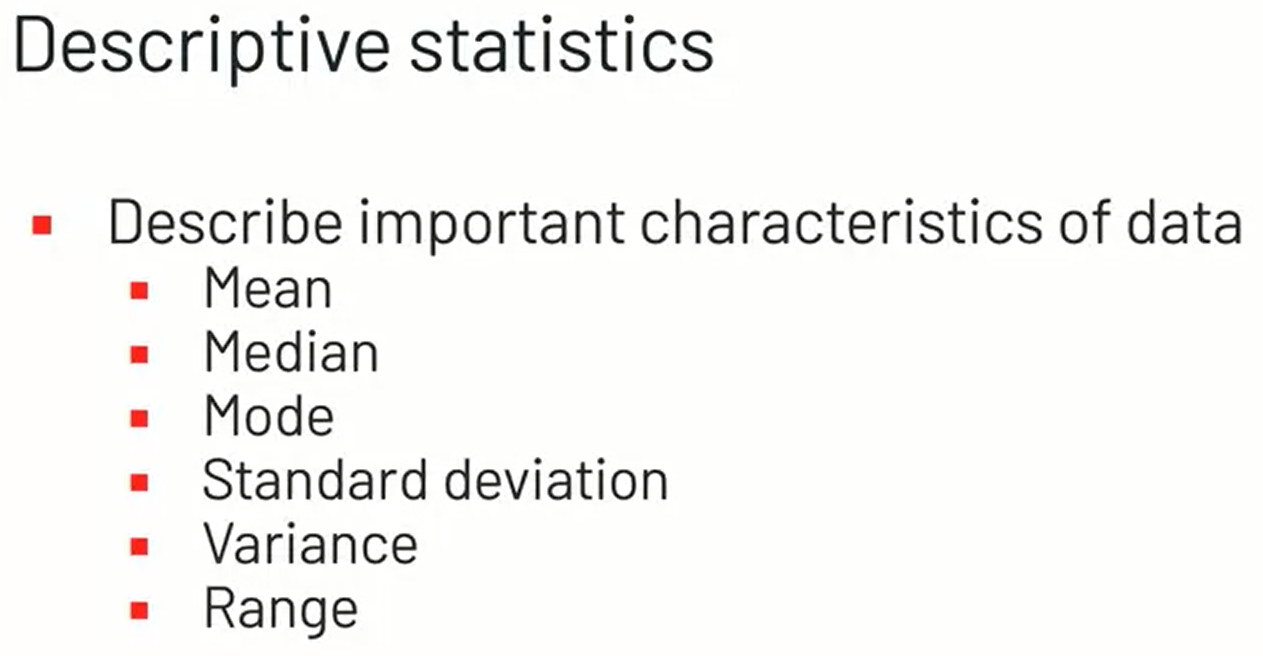 Descriptive statistics
Describe important characteristics of data
Mean
Median
Mode
Standard deviation
Variance
Range